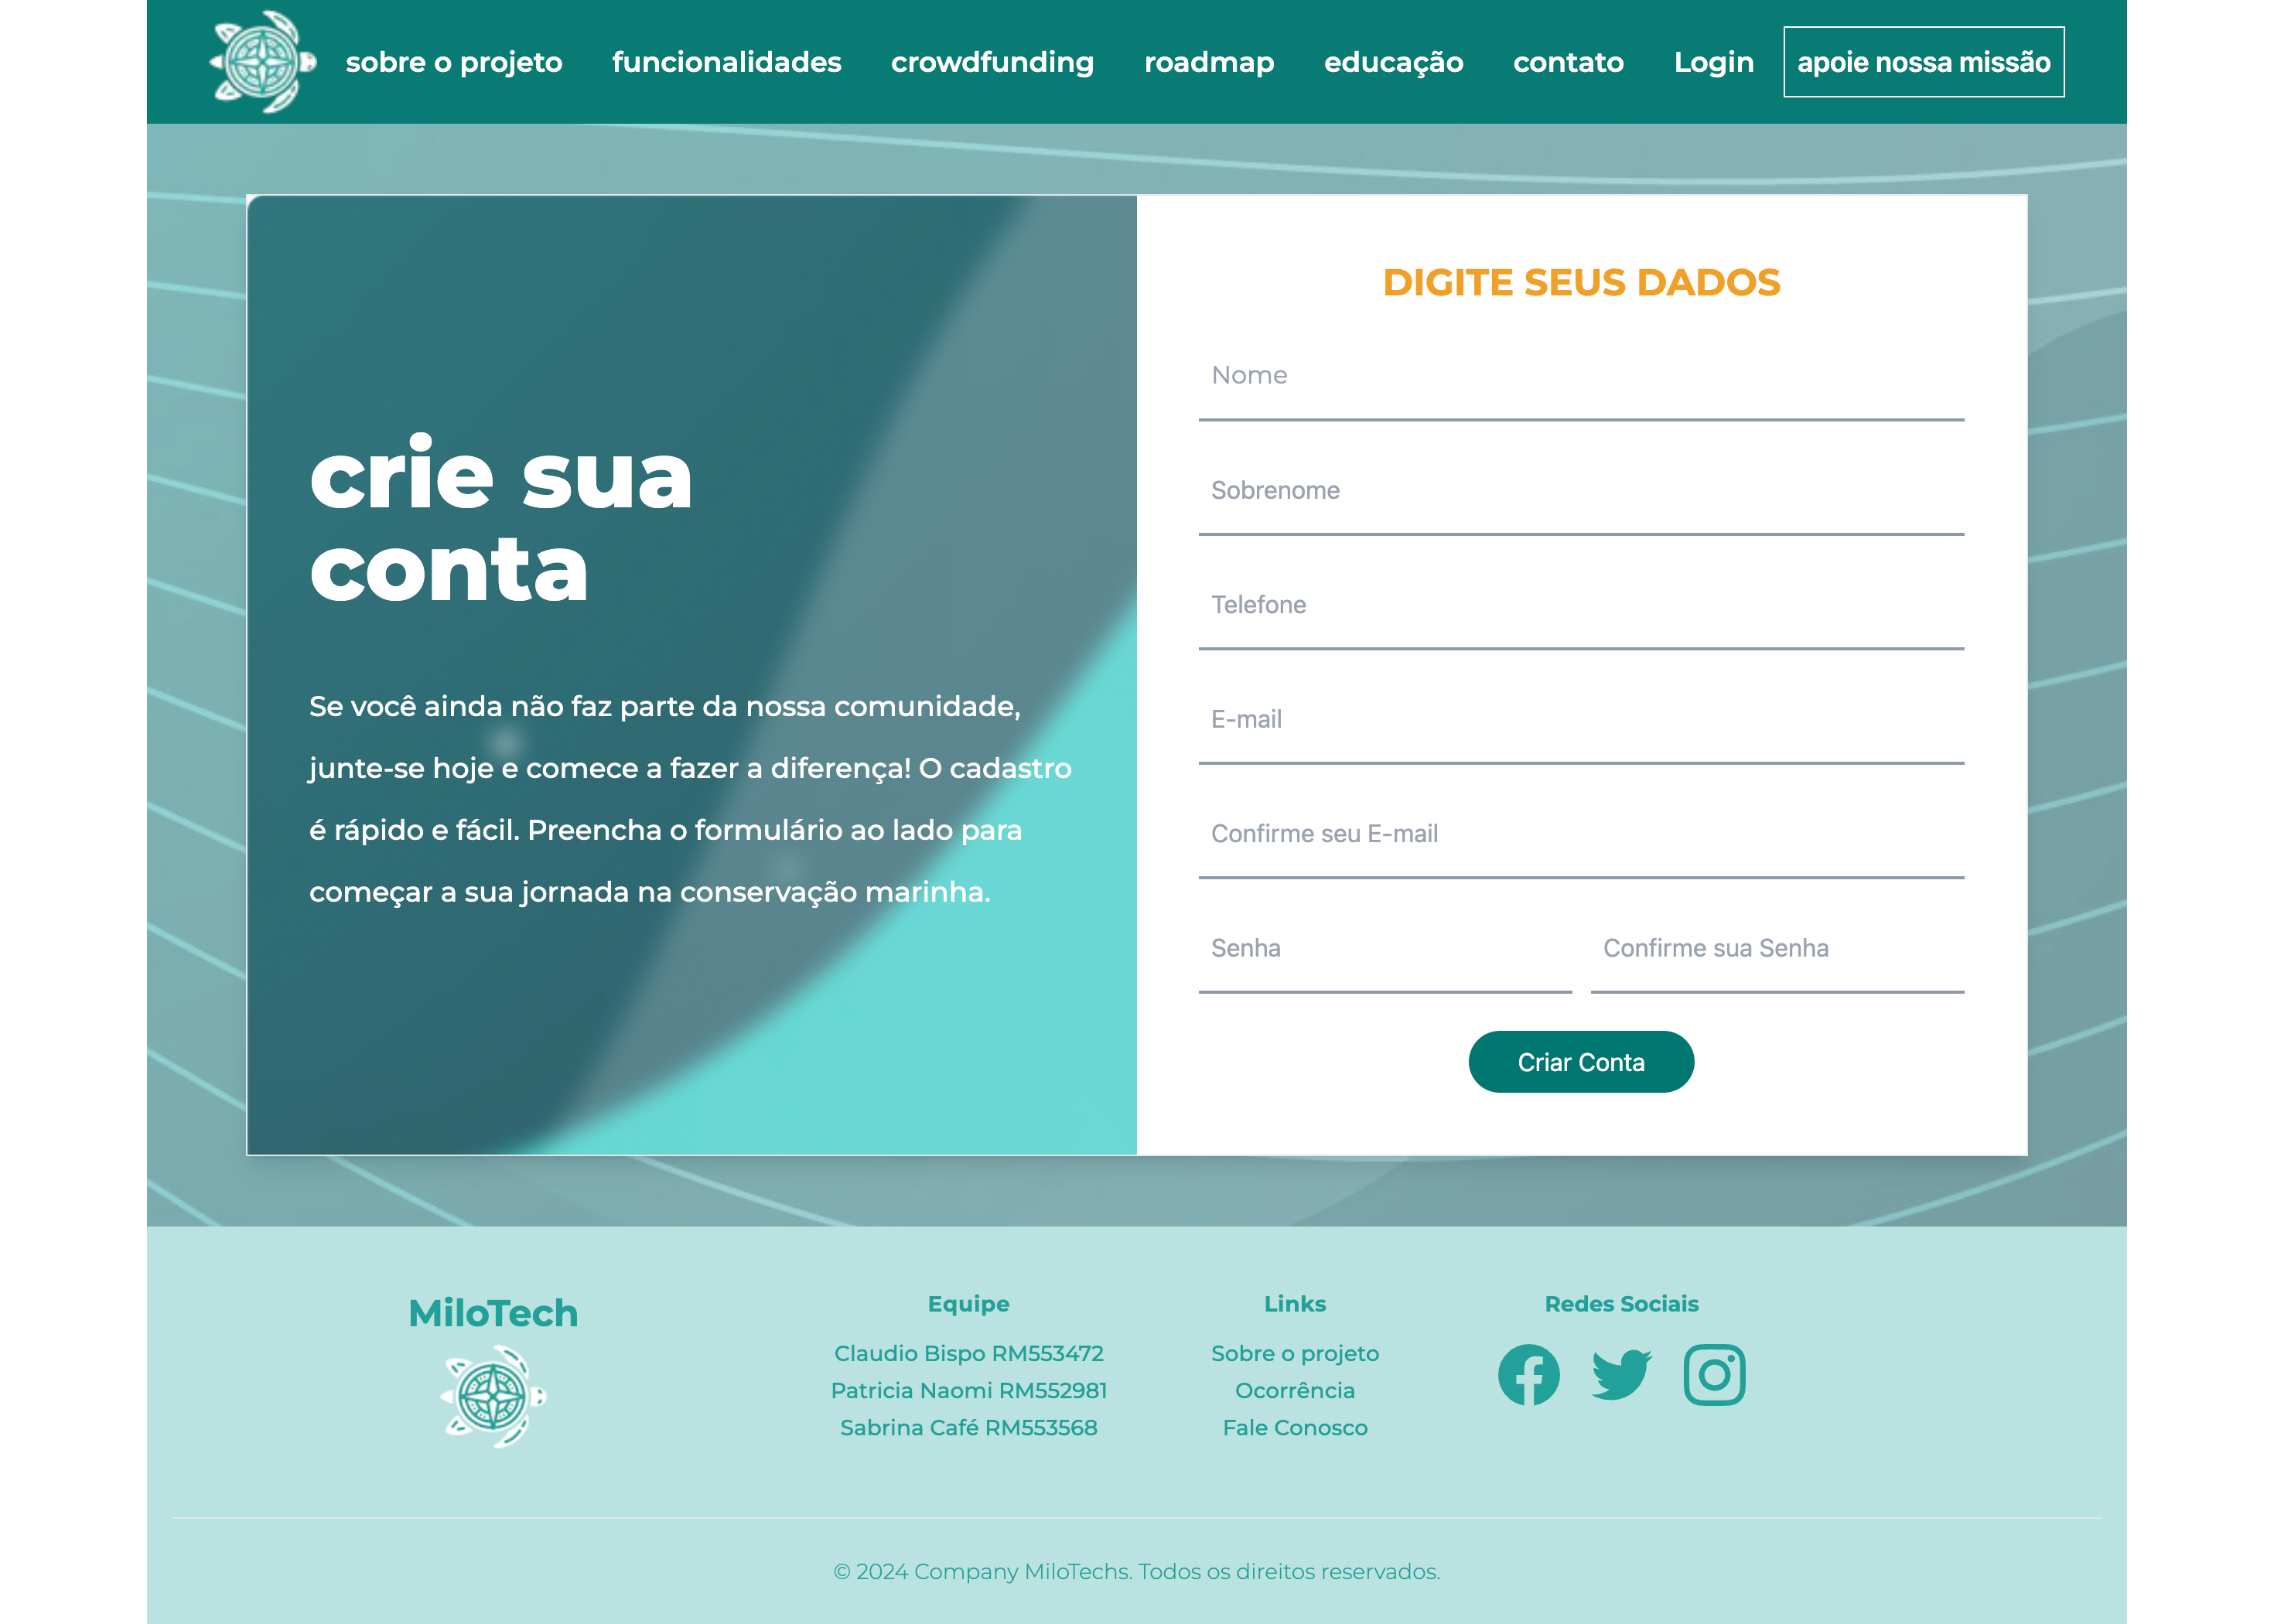 sobre o projeto funcionalidades crowdfunding roadmap educação contato Login apoie nossa missão
crie sua
conta
Se você ainda não faz parte da nossa comunidade,
junte-se hoje e comece a fazer a diferença! O cadastro
é rápido e fácil. Preencha o formulário ao lado para
começar a sua jornada na conservação marinha.
DIGITE SEUS DADOS
Nome
Sobrenome
Telefone
E-mail
Confirme seu E-mail
Senha Confirme sua Senha
Criar Conta
MiloTech
Equipe
Claudio Bispo RM553472
Patricia Naomi RM552981
Sabrina Café RM553568
Links
Sobre o projeto
Ocorrência
Fale Conosco
Redes Sociais
© 2024 Company MiloTechs. Todos os direitos reservados.